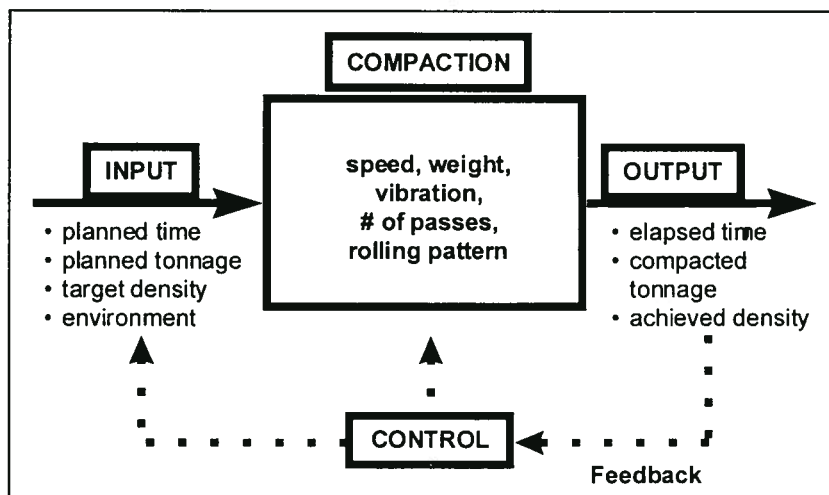 COMPACTION
INPUT
speed, weight,
vibration,
# of passes,
rolling pattern
OUTPUT
• planned time
• planned tonnage
• target density
• environment
• elapsed time
• compacted
tonnage
• achieved density
CONTROL
Feedback